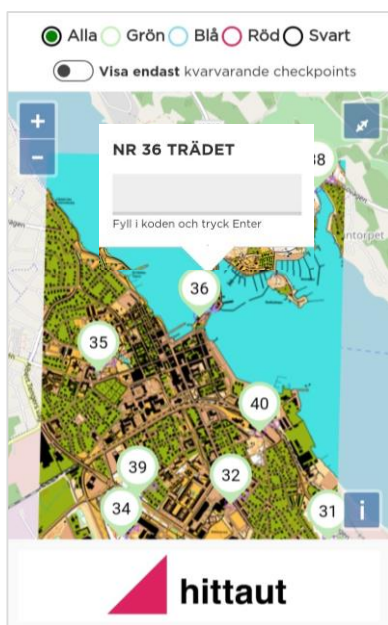 Alla Grön Blå Röd Svart
Visa endast kvarvarande checkpoints
+
-
NR 36 TRÄDET
38
Fyll i koden och tryck Enter
ntorpet
36
35
40
39
32
34
31
i
hittaut